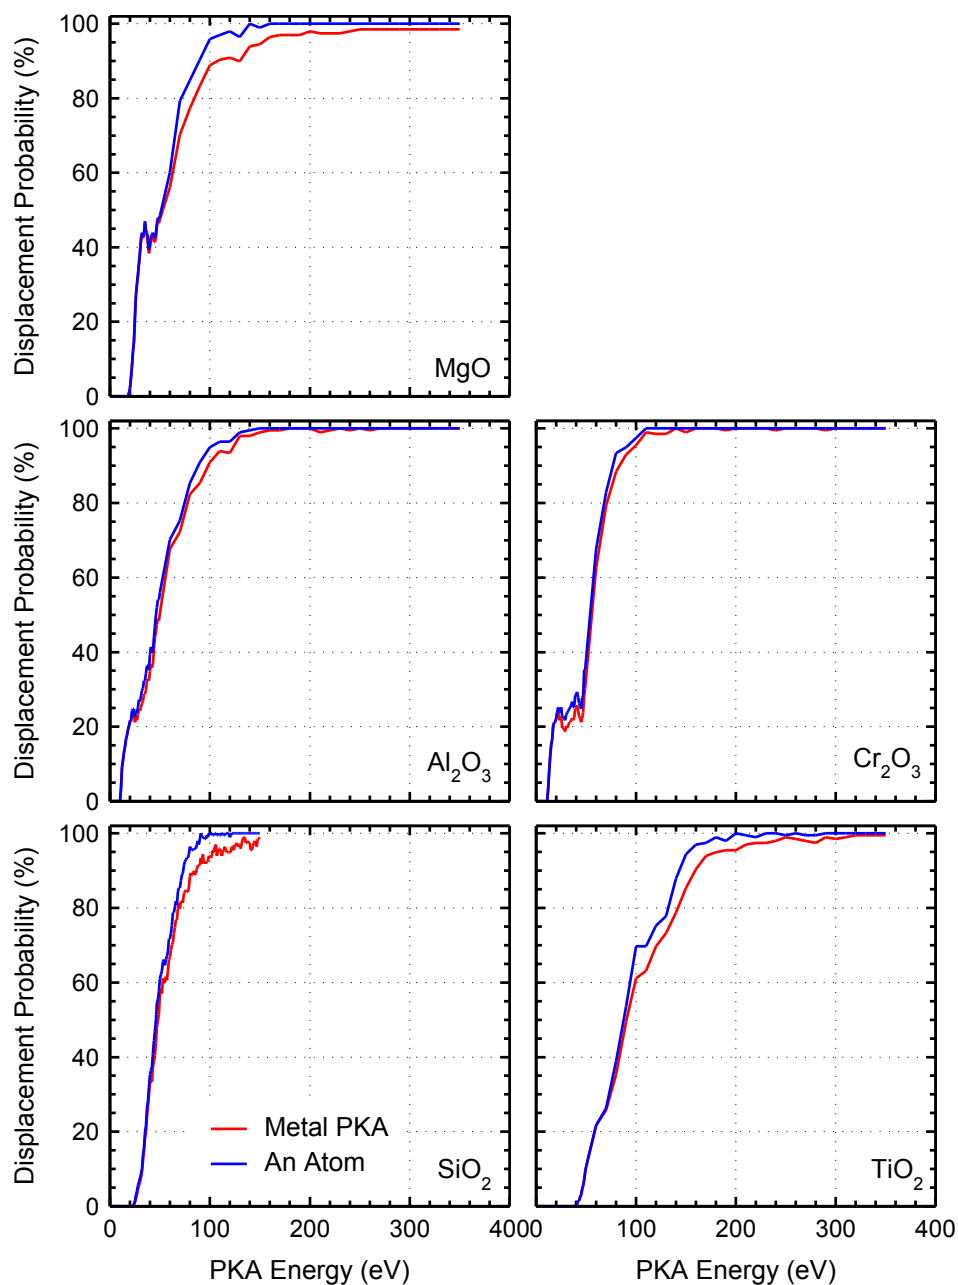 Displacement Probability (%)
100
80
60
40
20
0
MgO
Displacement Probability (%)
100
80
60
40
20
0
Al2O3
Cr2O3
Displacement Probability (%)
100
80
60
40
20
0
Metal PKA
An Atom
SiO2
TiO2
0 100 200 300 400
0 100 200 300 400
PKA Energy (eV)
PKA Energy (eV)